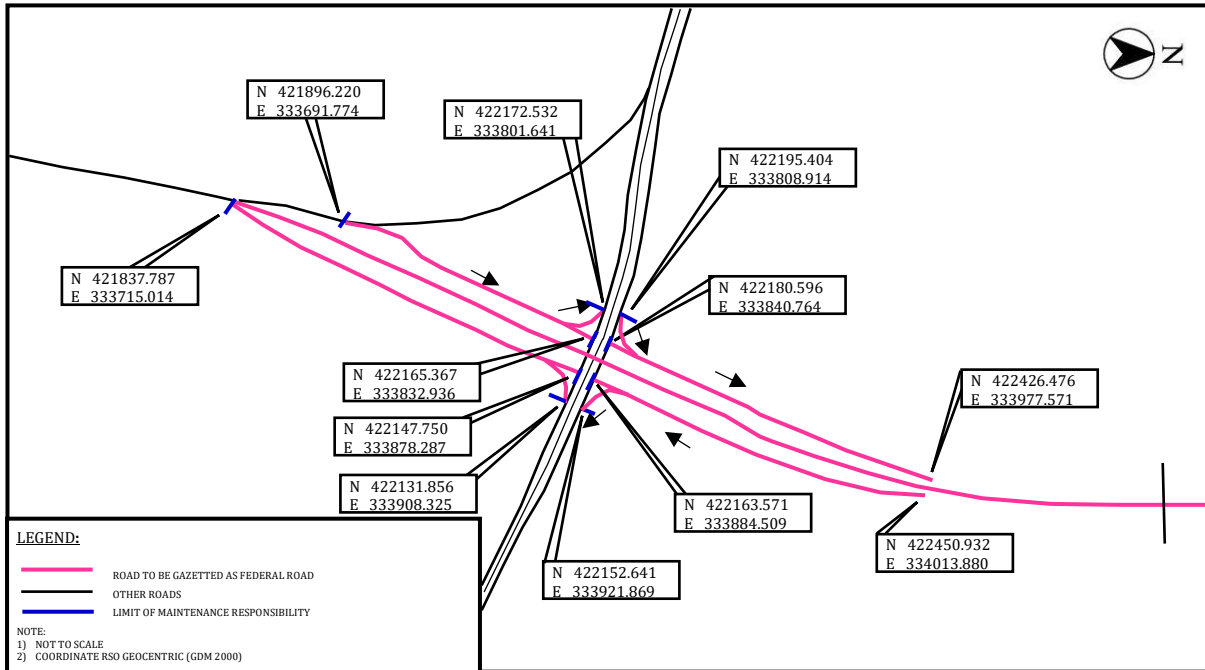 N
N 421896.220
E 333691.774
N 422172.532
E 333801.641
N 422195.404
E 333808.914
N 421837.787
E 333715.014
N 422180.596
E 333840.764
N 422165.367
E 333832.936
N 422426.476
E 333977.571
N 422147.750
E 333878.287
N 422131.856
E 333908.325
N 422163.571
E 333884.509
N 422450.932
E 334013.880
N 422152.641
E 333921.869
LEGEND:
ROAD TO BE GAZETTED AS FEDERAL ROAD
OTHER ROADS
LIMIT OF MAINTENANCE RESPONSIBILITY
NOTE:
1) NOT TO SCALE
2) COORDINATE RSO GEOCENTRIC (GDM 2000)